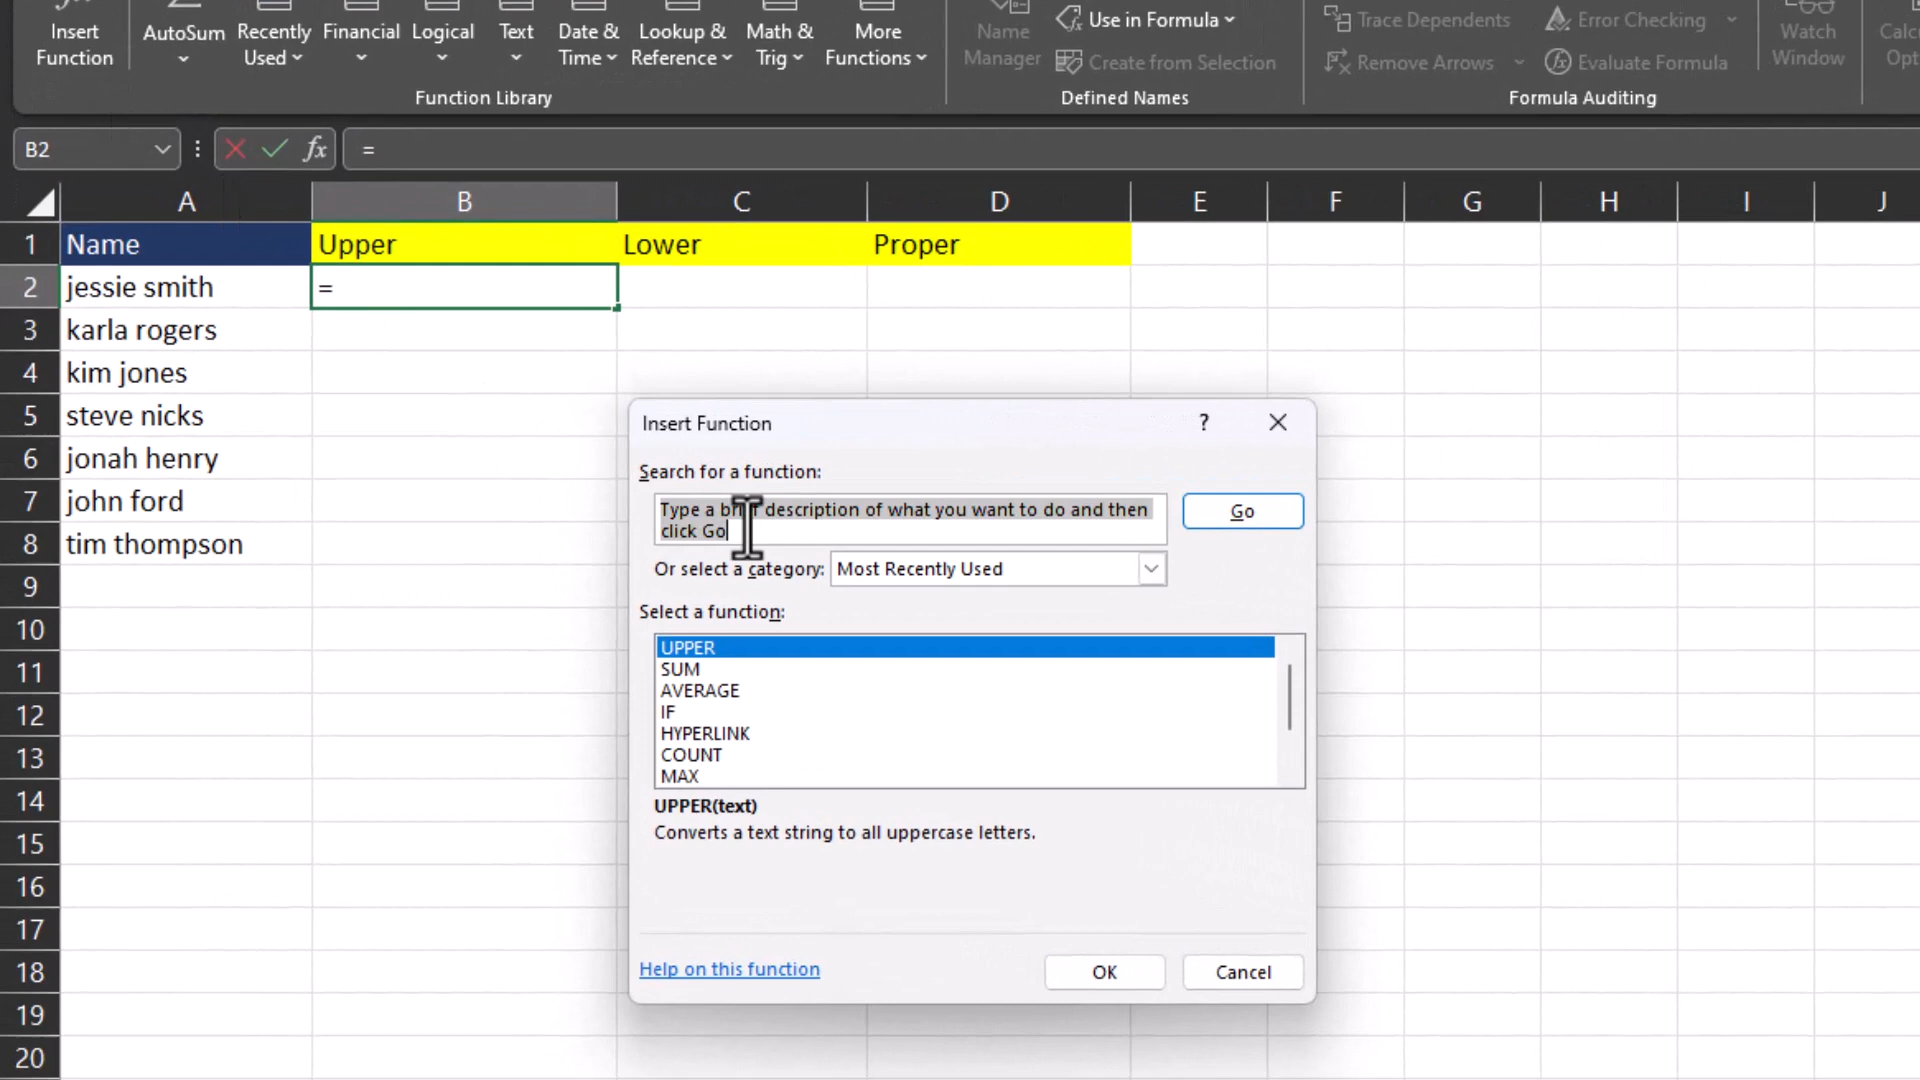 Insert Function
AutoSum
Recently Used
Financial
Logical
Text
Date & Time
Lookup & Reference
Math & Trig
More Functions
Function Library
Name Manager
Use in Formula
Create from Selection
Defined Names
Trace Dependents
Remove Arrows
Error Checking
Evaluate Formula
Formula Auditing
Watch Window
B2
fx
=
A B C D E F G H I J
1 Name Upper Lower Proper
2 jessie smith =
3 karla rogers
4 kim jones
5 steve nicks
6 jonah henry
7 john ford
8 tim thompson
9
10
11
12
13
14
15
16
17
18
19
20
Insert Function ?
Search for a function:
Type a brief description of what you want to do and then
click Go
Go
Or select a category: Most Recently Used
Select a function:
UPPER
SUM
AVERAGE
IF
HYPERLINK
COUNT
MAX
UPPER(text)
Converts a text string to all uppercase letters.
Help on this function
OK
Cancel